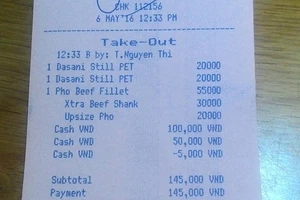 CHK 112156
6 MAY'16 12:33 PM
Take-Out
12:33 B by: T.Nguyen Thi
1 Dasani Still PET 20000
1 Dasani Still PET 20000
1 Pho Beef Fillet 55000
Xtra Beef Shank 30000
Upsize Pho 20000
Cash VND 100,000 VND
Cash VND 50,000 VND
Cash VND -5,000 VND
Subtotal 145,000 VND
Payment 145,000 VND